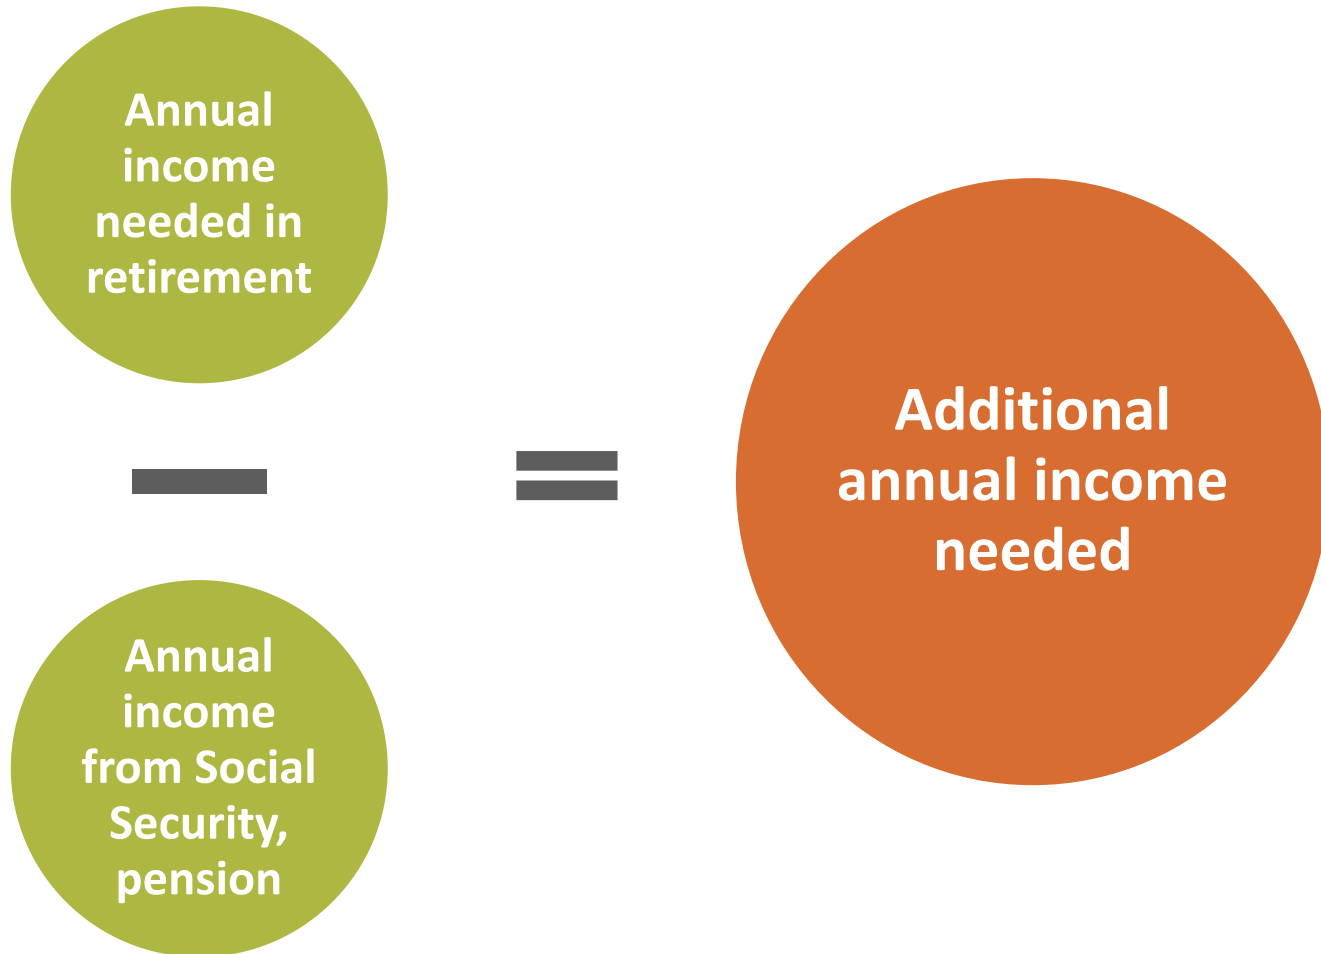 Annual
income
needed in
retirement
Annual
income
from Social
Security,
pension
Additional
annual income
needed